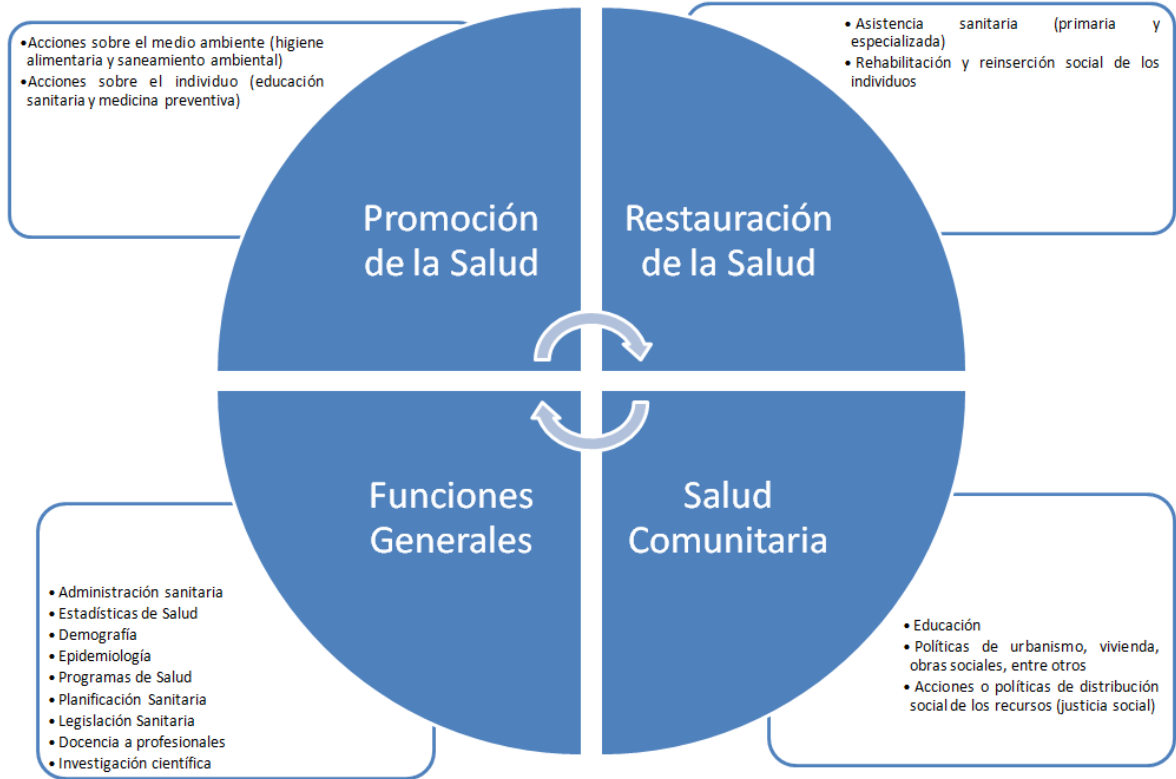 •Acciones sobre el medio ambiente (higiene
alimentaria y saneamiento ambiental)
•Acciones sobre el individuo (educación
sanitaria y medicina preventiva)
• Asistencia sanitaria (primaria y
especializada)
• Rehabilitación y reinserción social de los
individuos
Promoción
de la Salud
Restauración
de la Salud
Funciones
Generales
Salud
Comunitaria
• Administración sanitaria
• Estadísticas de Salud
• Demografía
• Epidemiología
• Programas de Salud
• Planificación Sanitaria
• Legislación Sanitaria
• Docencia a profesionales
• Investigación científica
• Educación
• Políticas de urbanismo, vivienda,
obras sociales, entre otros
• Acciones o políticas de distribución
social de los recursos (justicia social)